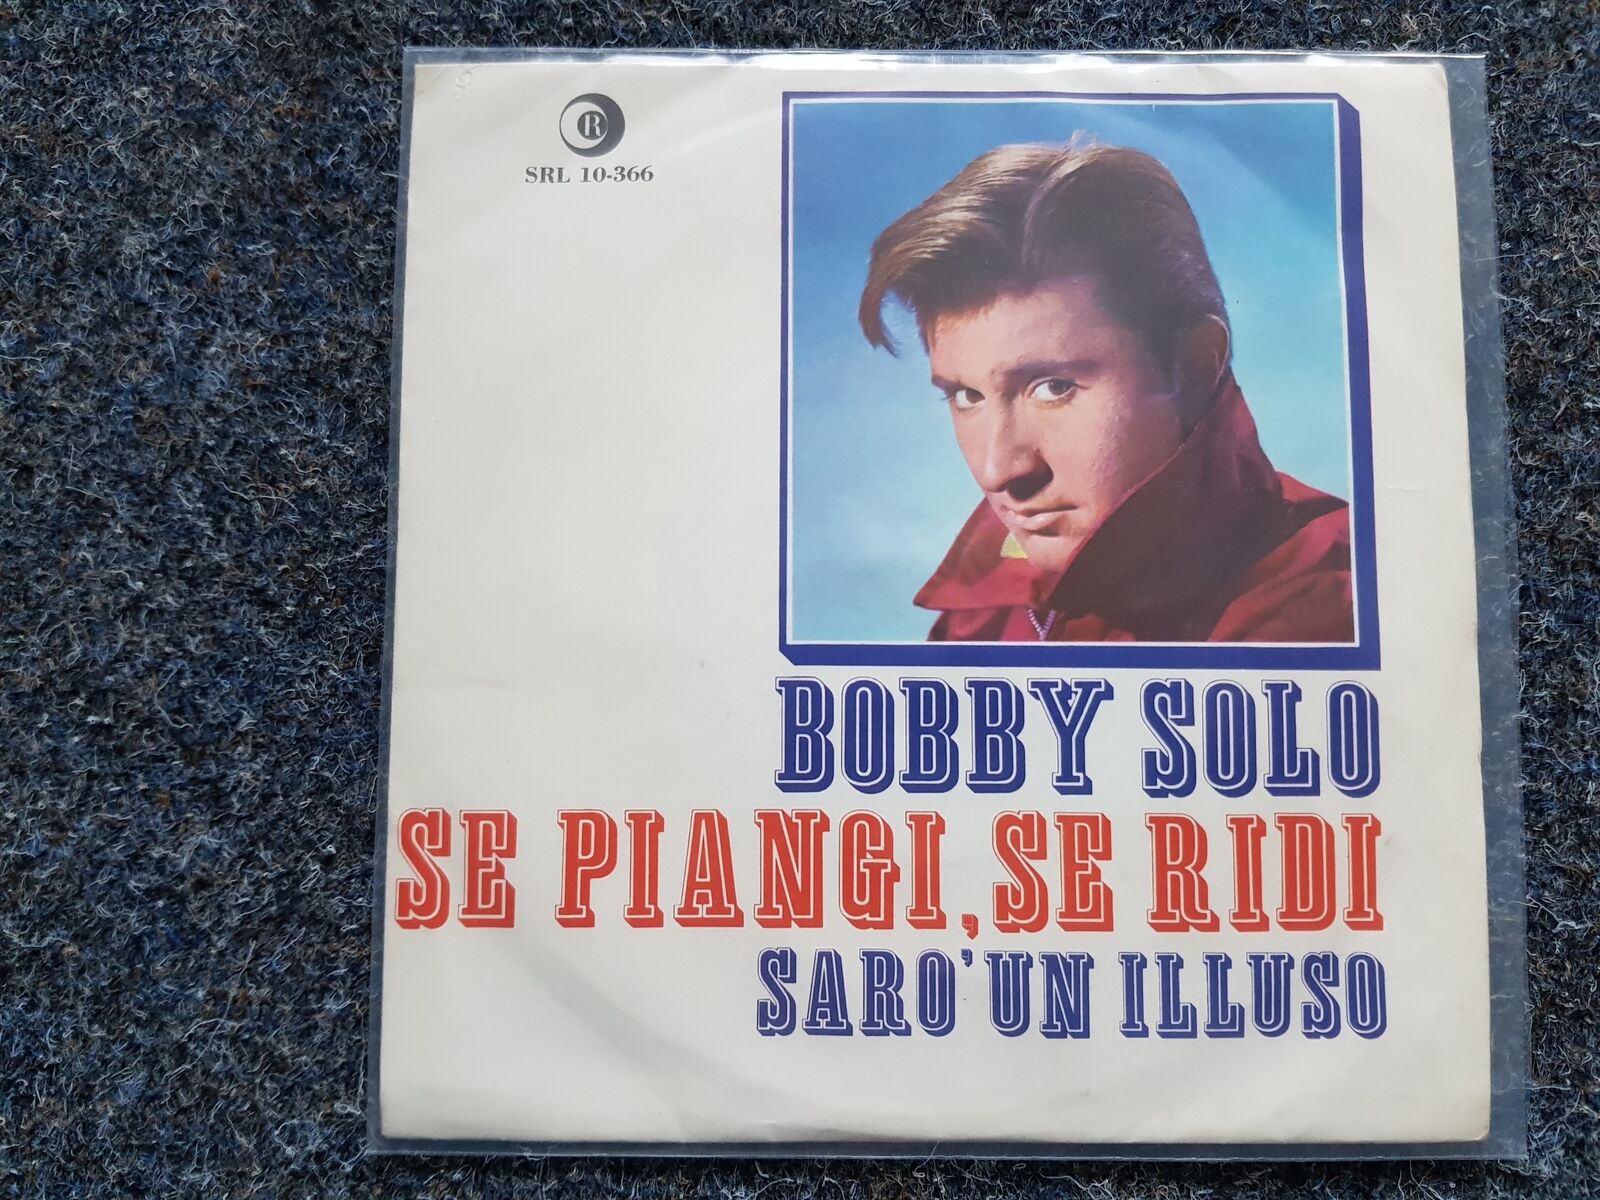 R
SRL 10-366
BOBBY SOLO
SE PIANGI, SE RIDI
SARO' UN ILLUSO